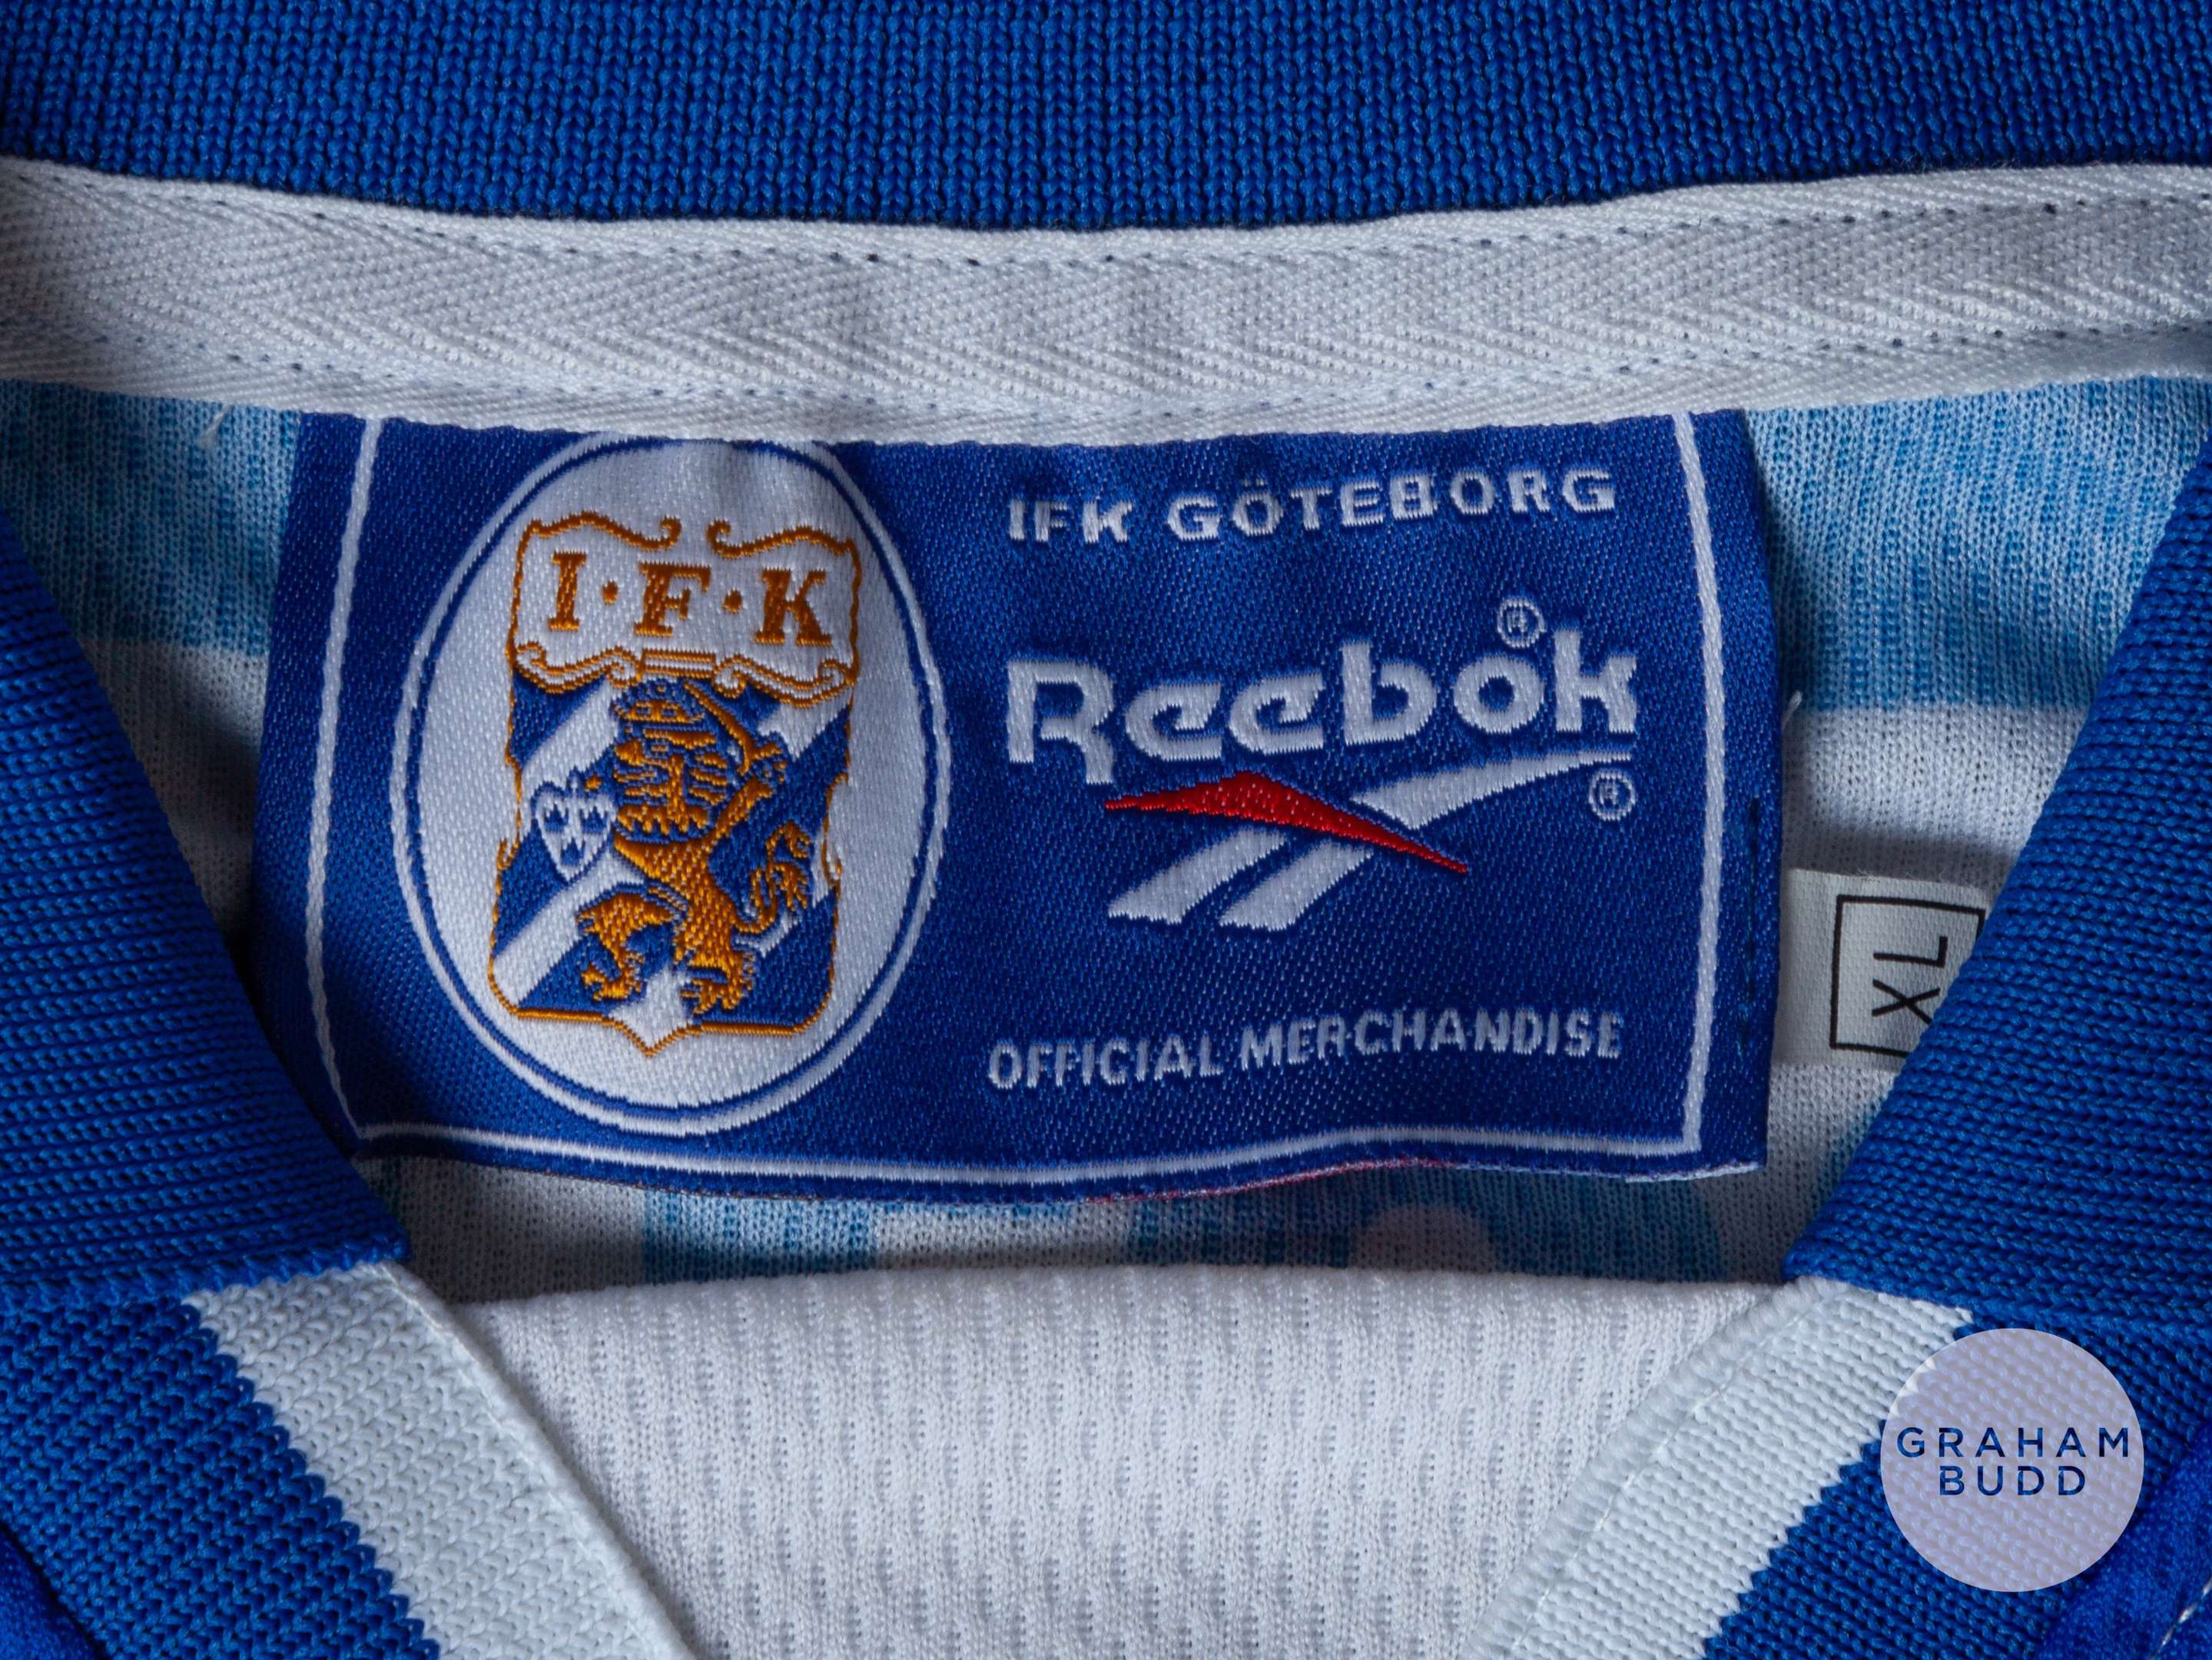 I·F·K
IFK GÖTEBORG
Reebok®
®
OFFICIAL MERCHANDISE
XL
GRAHAM
BUDD